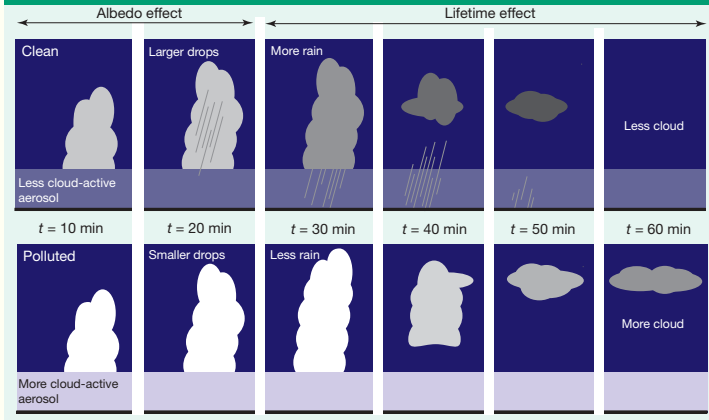 Albedo effect
Lifetime effect
Clean
Larger drops
More rain
Less cloud
Less cloud-active
aerosol
t = 10 min
t = 20 min
t = 30 min
t = 40 min
t = 50 min
t = 60 min
Polluted
Smaller drops
Less rain
More cloud
More cloud-active
aerosol